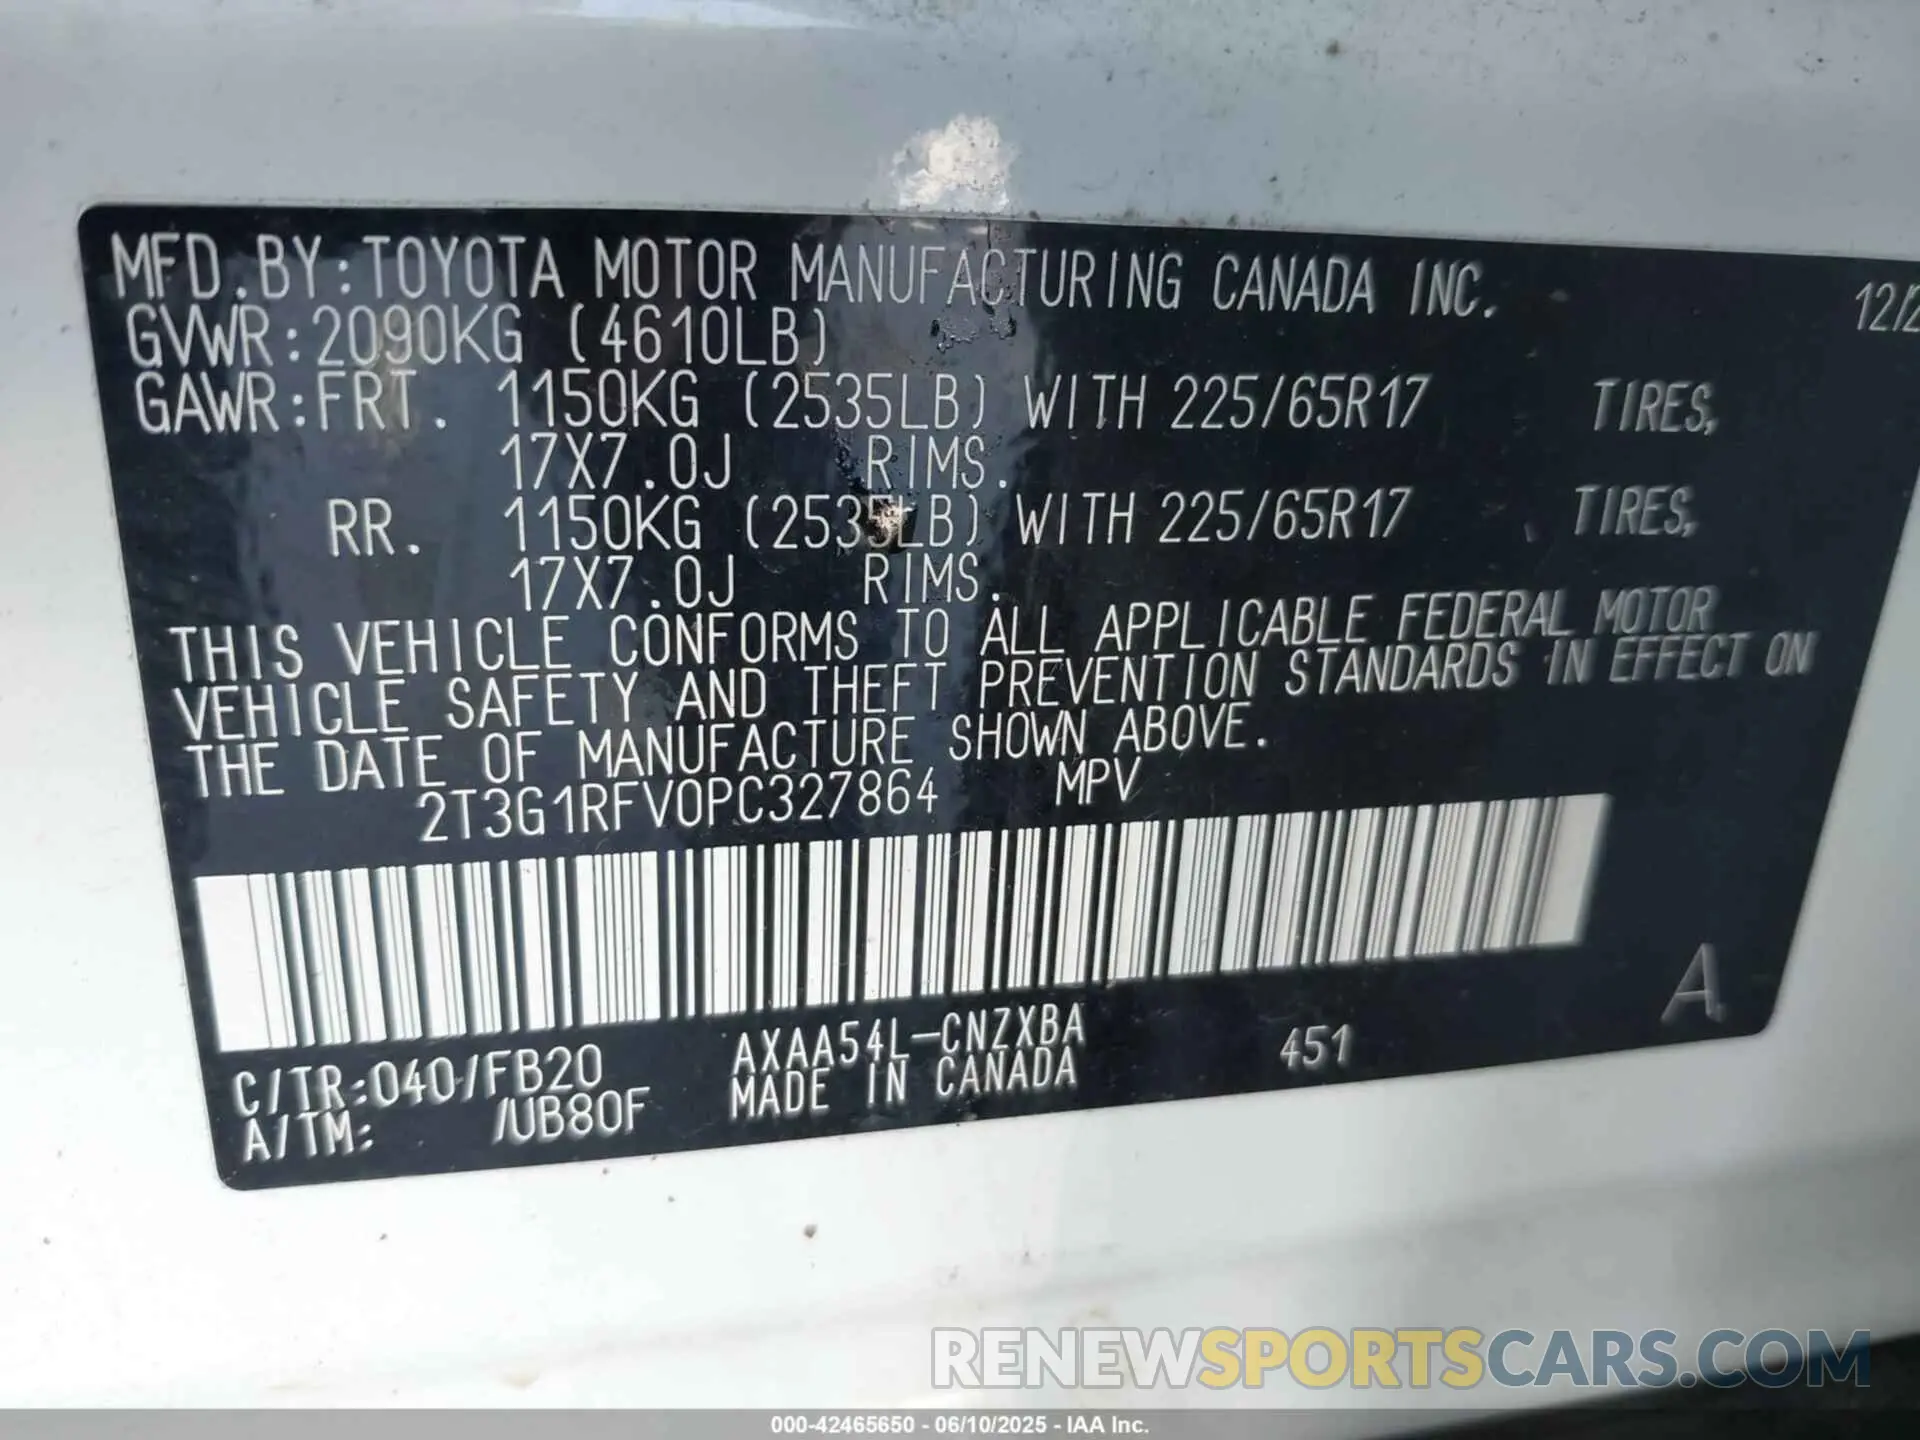 MFD.BY:TOYOTA MOTOR MANUFACTURING CANADA INC. 12/2
GVWR:2090KG (4610LB)
GAWR:FRT. 1150KG (2535LB) WITH 225/65R17 TIRES,
17X7.0J RIMS.
RR. 1150KG (2535LB) WITH 225/65R17 TIRES,
17X7.0J RIMS.
THIS VEHICLE CONFORMS TO ALL APPLICABLE FEDERAL MOTOR
VEHICLE SAFETY AND THEFT PREVENTION STANDARDS IN EFFECT ON
THE DATE OF MANUFACTURE SHOWN ABOVE.
2T3G1RFV0PC327864 MPV
A.
C/TR:040/FB20 AXAA54L-CNZXBA 451
A/TM: /UB80F MADE IN CANADA
RENEWSPORTSCARS.COM
000-42465650 - 06/10/2025 - IAA Inc.